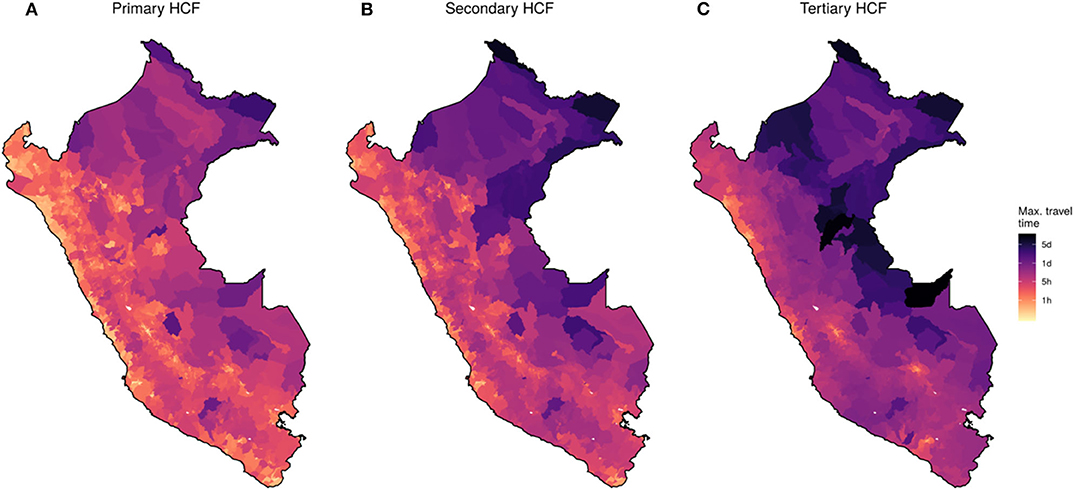 A Primary HCF
B Secondary HCF
C Tertiary HCF
Max. travel
time
5d
1d
5h
1h